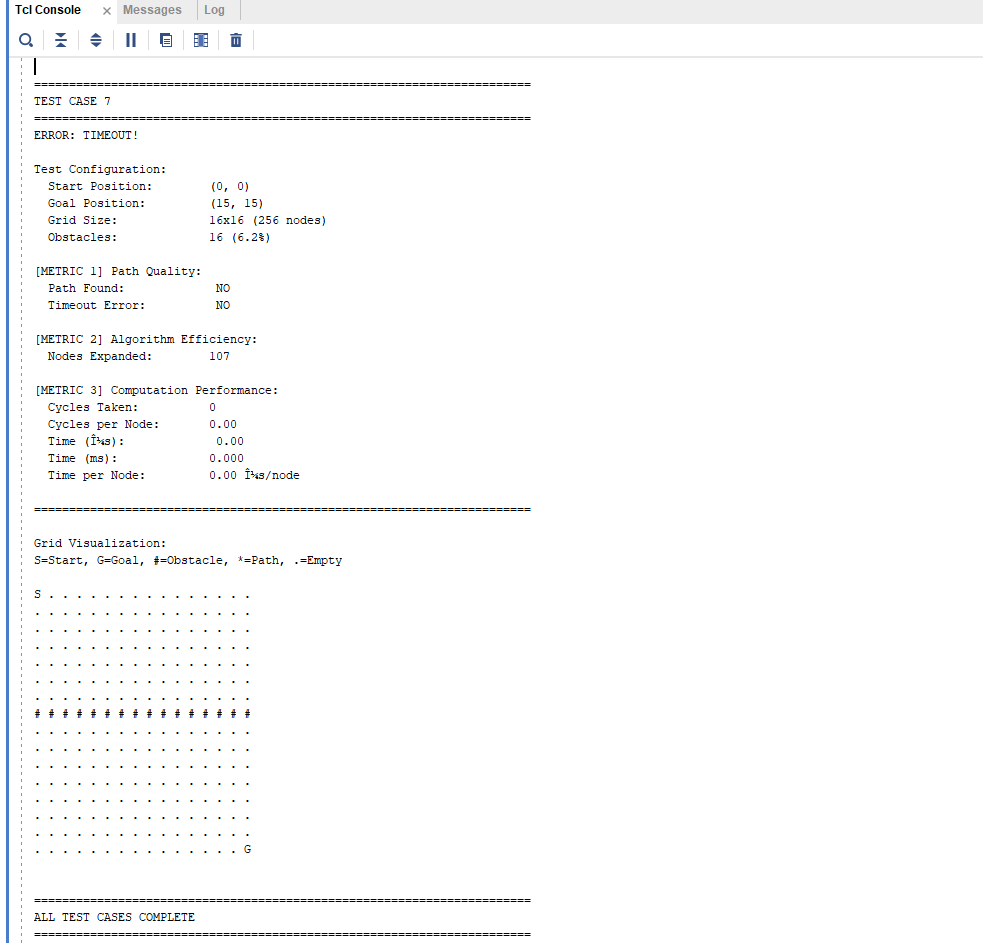 Tcl Console × Messages Log
======================================================================
TEST CASE 7
======================================================================
ERROR: TIMEOUT!
Test Configuration:
Start Position: (0, 0)
Goal Position: (15, 15)
Grid Size: 16x16 (256 nodes)
Obstacles: 16 (6.2%)
[METRIC 1] Path Quality:
Path Found: NO
Timeout Error: NO
[METRIC 2] Algorithm Efficiency:
Nodes Expanded: 107
[METRIC 3] Computation Performance:
Cycles Taken: 0
Cycles per Node: 0.00
Time (Î¼s): 0.00
Time (ms): 0.000
Time per Node: 0.00 Î¼s/node
======================================================================
Grid Visualization:
S=Start, G=Goal, #=Obstacle, *=Path, .=Empty
S . . . . . . . . . . . . . . .
. . . . . . . . . . . . . . . .
. . . . . . . . . . . . . . . .
. . . . . . . . . . . . . . . .
. . . . . . . . . . . . . . . .
. . . . . . . . . . . . . . . .
. . . . . . . . . . . . . . . .
# # # # # # # # # # # # # # # #
. . . . . . . . . . . . . . . .
. . . . . . . . . . . . . . . .
. . . . . . . . . . . . . . . .
. . . . . . . . . . . . . . . .
. . . . . . . . . . . . . . . .
. . . . . . . . . . . . . . . .
. . . . . . . . . . . . . . . .
. . . . . . . . . . . . . . . G
======================================================================
ALL TEST CASES COMPLETE
======================================================================